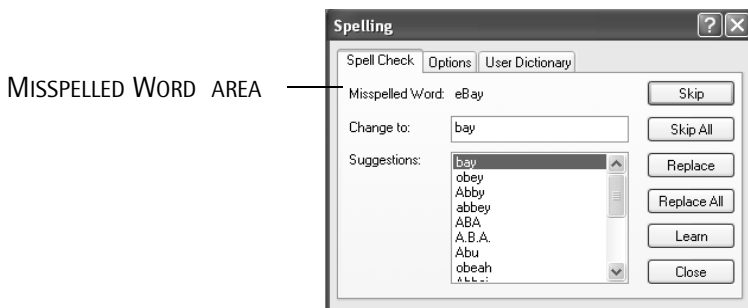 Spelling
Spell Check Options User Dictionary
MISSPELLED WORD AREA
Misspelled Word: eBay
Skip
Change to: bay
Skip All
Suggestions: bay
obey
Abby
abbey
ABA
A.B.A.
Abu
obeah
Replace
Replace All
Learn
Close